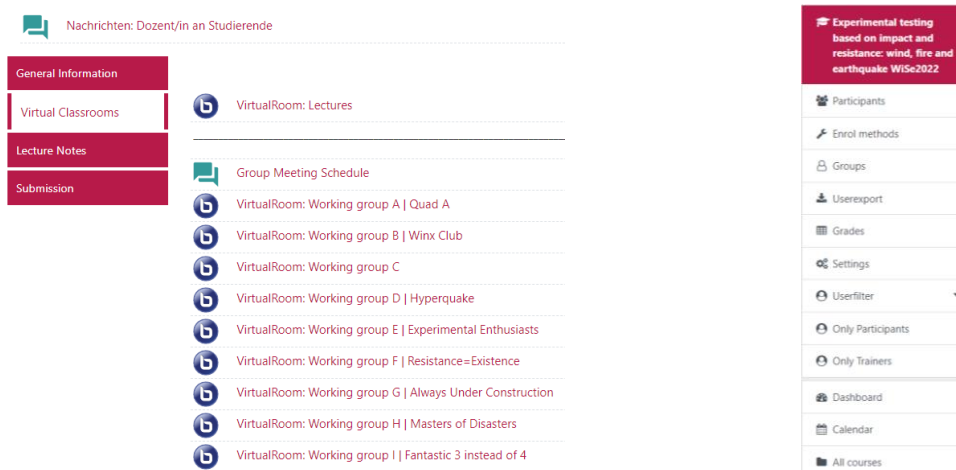 Nachrichten: Dozent/in an Studierende
General Information
Virtual Classrooms
Lecture Notes
Submission
VirtualRoom: Lectures
Group Meeting Schedule
VirtualRoom: Working group A | Quad A
VirtualRoom: Working group B | Winx Club
VirtualRoom: Working group C
VirtualRoom: Working group D | Hyperquake
VirtualRoom: Working group E | Experimental Enthusiasts
VirtualRoom: Working group F | Resistance=Existence
VirtualRoom: Working group G | Always Under Construction
VirtualRoom: Working group H | Masters of Disasters
VirtualRoom: Working group I | Fantastic 3 instead of 4
Experimental testing
based on impact and
resistance: wind, fire and
earthquake WiSe2022
Participants
Enrol methods
Groups
Userexport
Grades
Settings
Userfilter
Only Participants
Only Trainers
Dashboard
Calendar
All courses